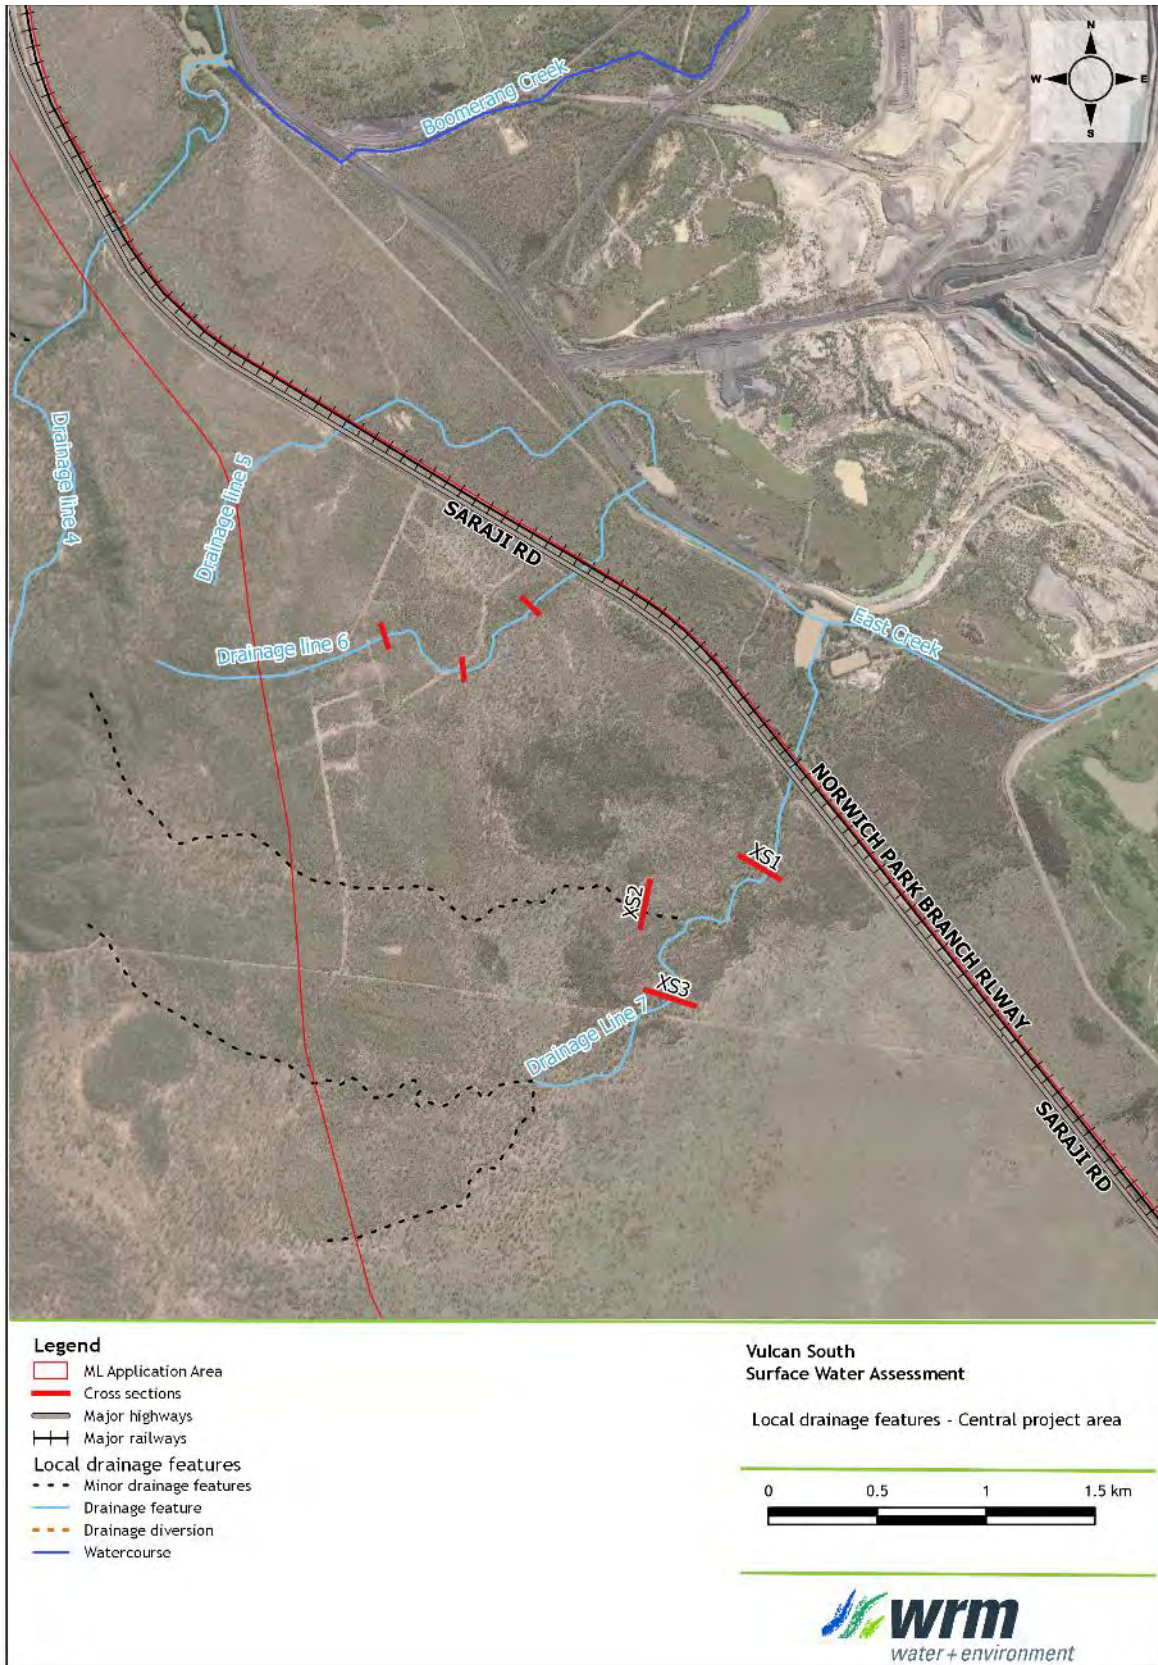 N
W E
S
Boomerang Creek
Drainage line 4
Drainage line 5
SARAJI RD
Drainage line 6
East Creek
NORWICH PARK BRANCH RLWAY
XS1
XS2
XS3
Drainage Line 7
SARAJI RD
Legend
ML Application Area
Cross sections
Major highways
Major railways
Local drainage features
Minor drainage features
Drainage feature
Drainage diversion
Watercourse
Vulcan South
Surface Water Assessment
Local drainage features - Central project area
0 0.5 1 1.5 km
wrm
water + environment